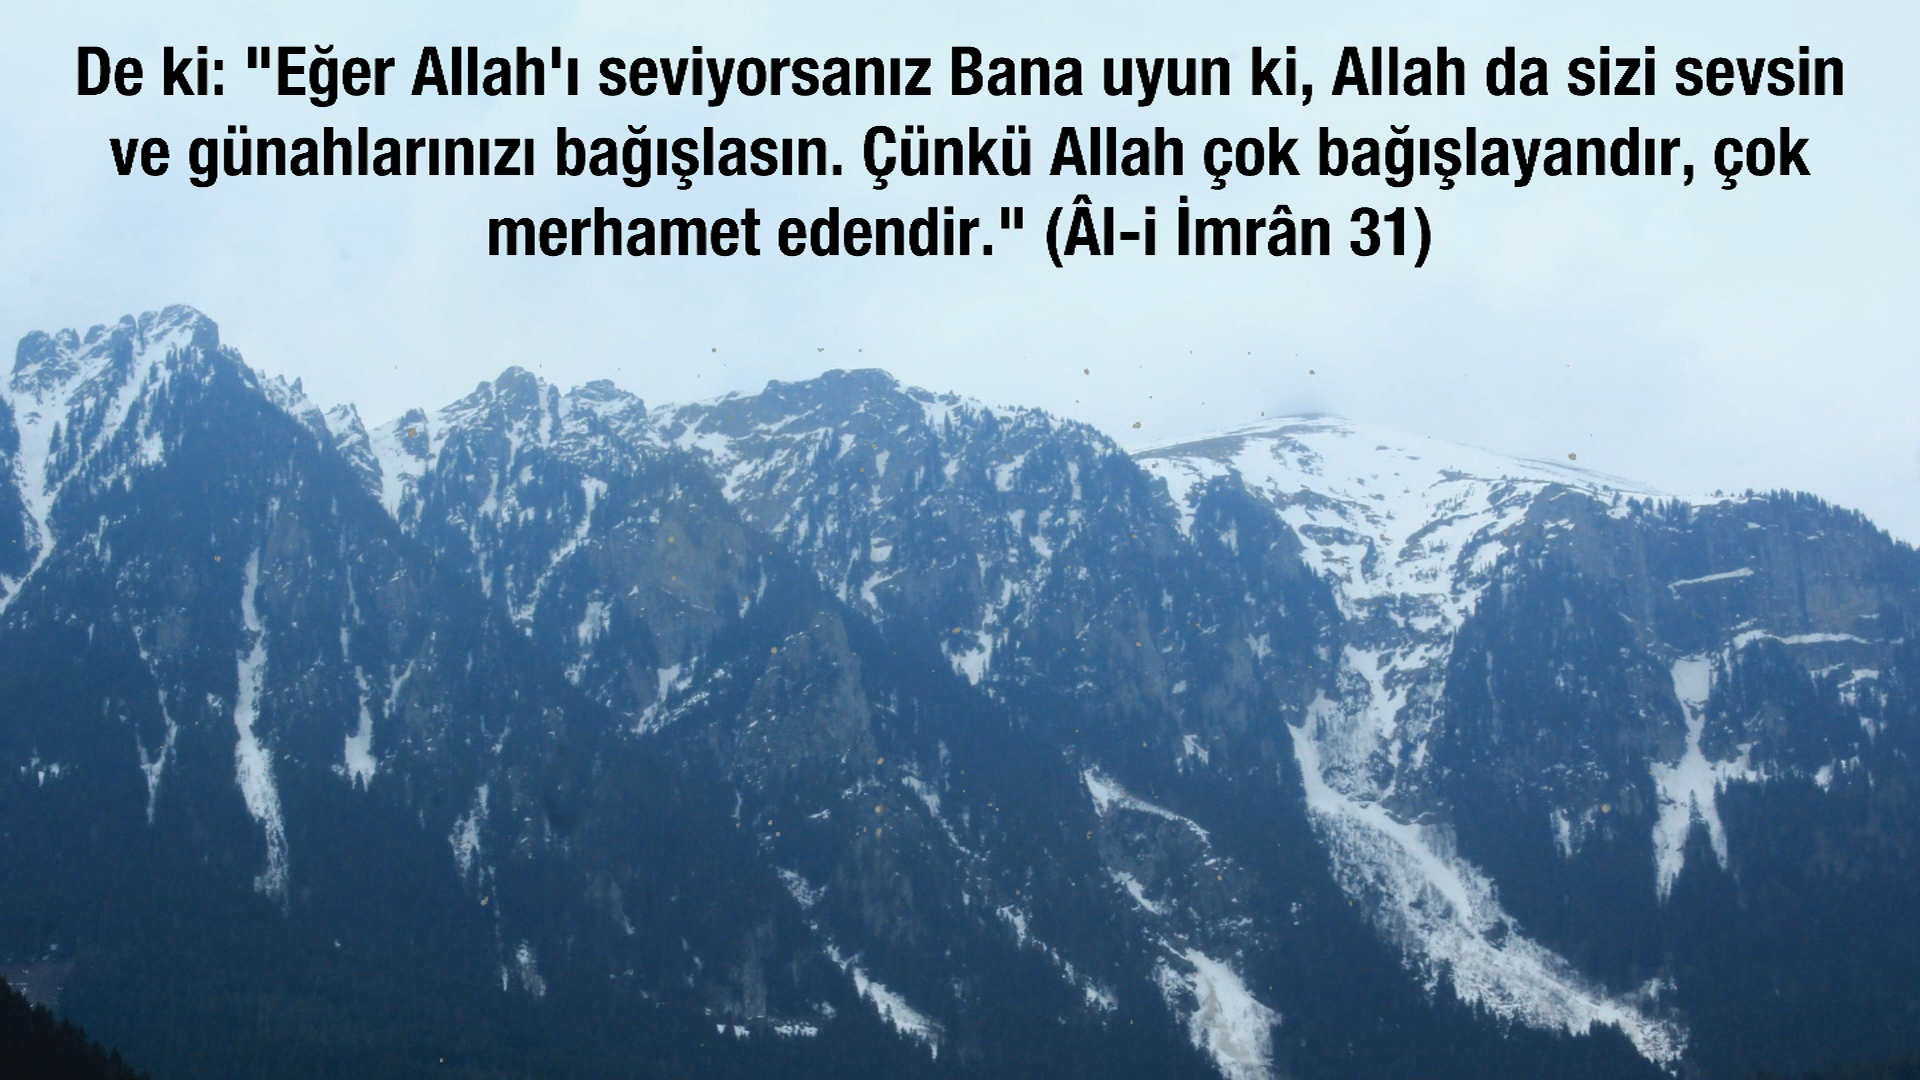 De ki: "Eğer Allah'ı seviyorsanız Bana uyun ki, Allah da sizi sevsin
ve günahlarınızı bağışlasın. Çünkü Allah çok bağışlayandır, çok
merhamet edendir." (Âl-i İmrân 31)